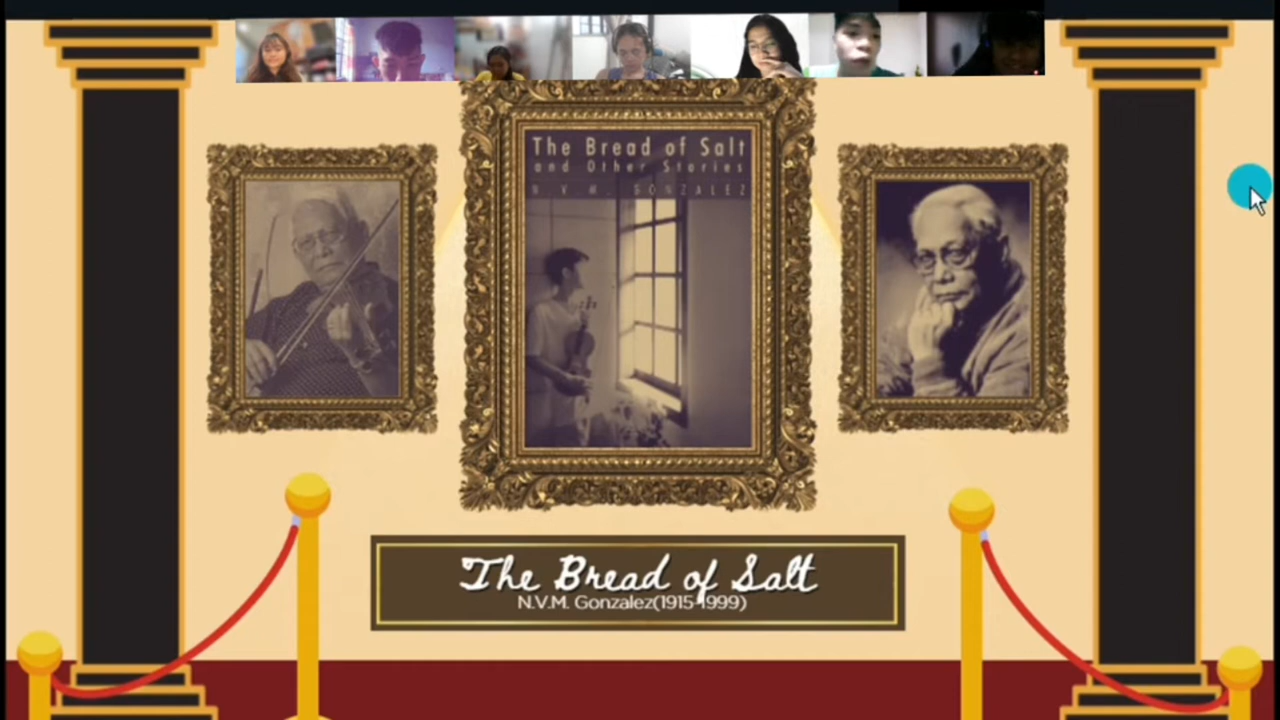 The Bread of Salt
and Other Stories
N.V.M. GONZALEZ
The Bread of Salt
N.V.M. Gonzalez(1915-1999)